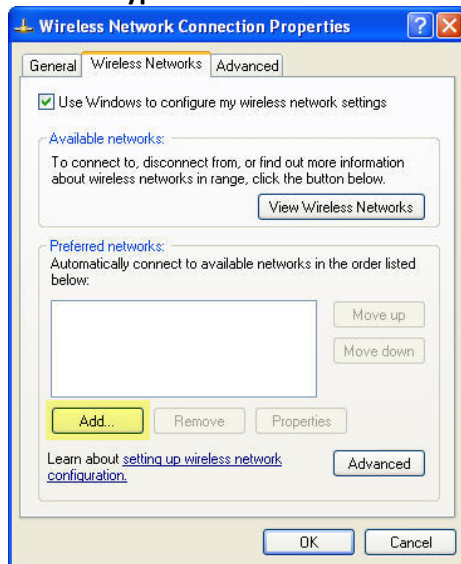 Wireless Network Connection Properties
General Wireless Networks Advanced
Use Windows to configure my wireless network settings
Available networks:
To connect to, disconnect from, or find out more information
about wireless networks in range, click the button below.
View Wireless Networks
Preferred networks:
Automatically connect to available networks in the order listed
below:
Move up
Move down
Add... Remove Properties
Learn about setting up wireless network
configuration.
Advanced
OK Cancel